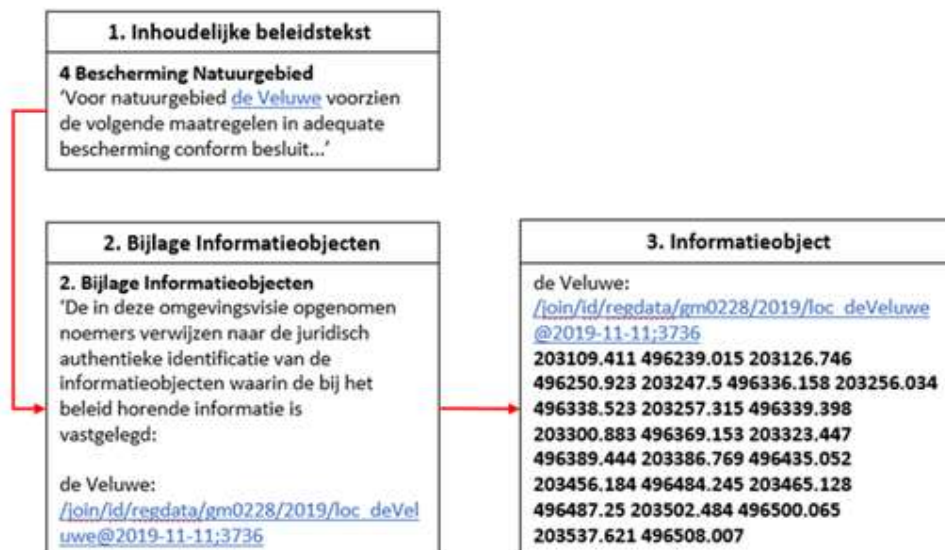 1. Inhoudelijke beleidstekst
4 Bescherming Natuurgebied
'Voor natuurgebied de Veluwe voorzien
de volgende maatregelen in adequate
bescherming conform besluit...'
2. Bijlage Informatieobjecten
2. Bijlage Informatieobjecten
'De in deze omgevingsvisie opgenomen
noemers verwijzen naar de juridisch
authentieke identificatie van de
informatieobjecten waarin de bij het
beleid horende informatie is
vastgelegd:
de Veluwe:
/join/id/regdata/gm0228/2019/loc_deVel
uwe@2019-11-11;3736
3. Informatieobject
de Veluwe:
/join/id/regdata/gm0228/2019/loc_deVeluwe
@2019-11-11;3736
203109.411 496239.015 203126.746
496250.923 203247.5 496336.158 203256.034
496338.523 203257.315 496339.398
203300.883 496369.153 203323.447
496389.444 203386.769 496435.052
203456.184 496484.245 203465.128
496487.25 203502.484 496500.065
203537.621 496508.007